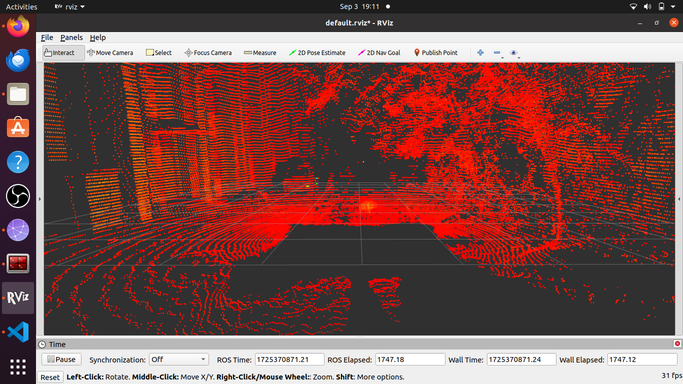 Activities rviz Sep 3 19:11
default.rviz* - RViz
File Panels Help
Interact Move Camera Select Focus Camera Measure 2D Pose Estimate 2D Nav Goal Publish Point
RViz
Time
Pause Synchronization: Off ROS Time: 1725370871.21 ROS Elapsed: 1747.18 Wall Time: 1725370871.24 Wall Elapsed: 1747.12
Reset Left-Click: Rotate. Middle-Click: Move X/Y. Right-Click/Mouse Wheel:: Zoom. Shift: More options. 31 fps